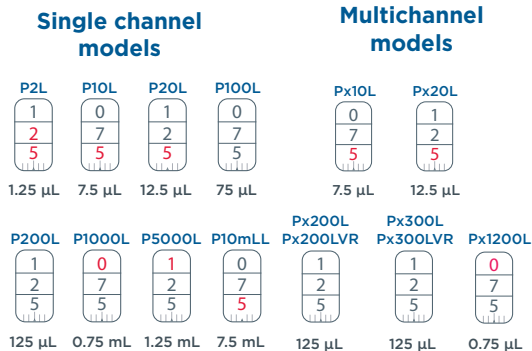 Single channel
models
Multichannel
models
P2L P10L P20L P100L
1 0 1 0
2 7 2 7
5 5 5 5
1.25 µL 7.5 µL 12.5 µL 75 µL
Px10L Px20L
0 1
7 2
5 5
7.5 µL 12.5 µL
P200L P1000L P5000L P10mLL
1 0 1 0
2 7 2 7
5 5 5 5
125 µL 0.75 mL 1.25 mL 7.5 mL
Px200L
Px200LVR
1
2
5
125 µL
Px300L
Px300LVR
1
2
5
125 µL
Px1200L
0
7
5
0.75 µL